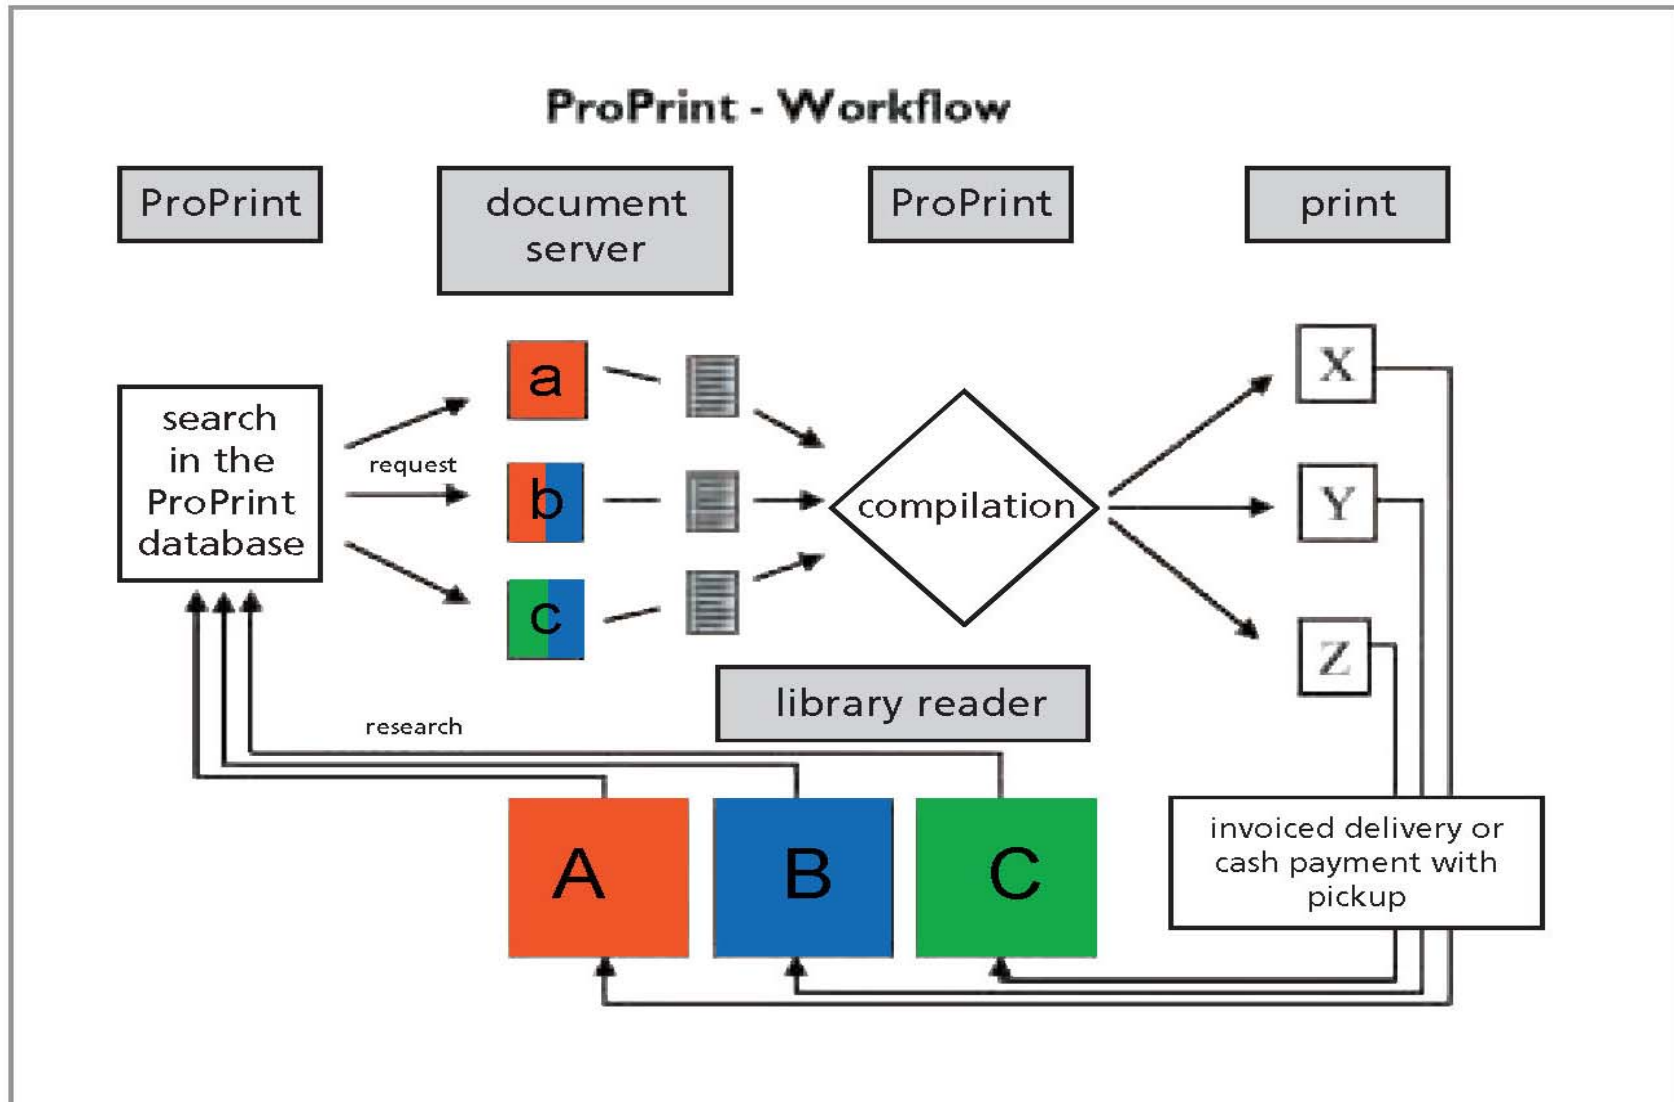 ProPrint - Workflow
ProPrint
document
server
ProPrint
print
search
in the
ProPrint
database
request
a
b
c
compilation
X
Y
Z
library reader
research
A
B
C
invoiced delivery or
cash payment with
pickup